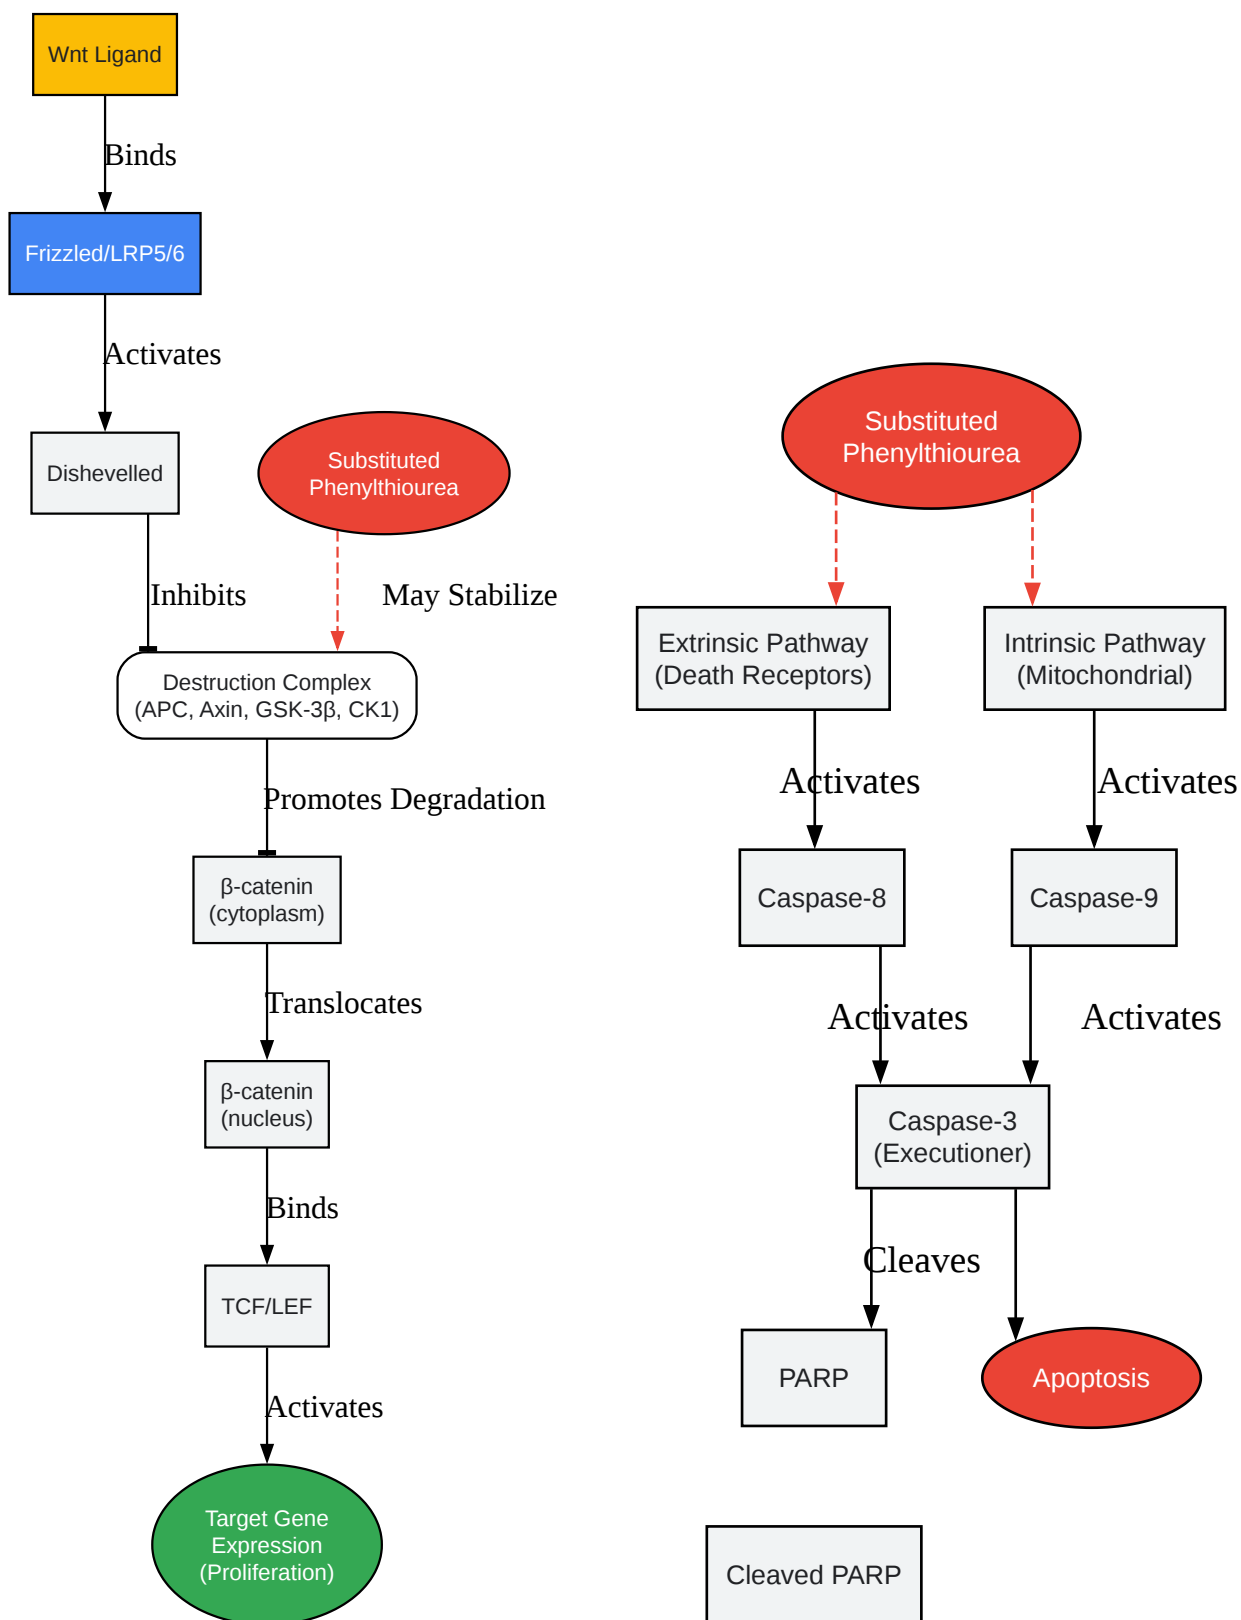 Wnt Ligand
Binds
Frizzled/LRP5/6
Activates
Dishevelled
Substituted
Phenylthiourea
Inhibits
May Stabilize
Destruction Complex
(APC, Axin, GSK-3β, CK1)
Promotes Degradation
β-catenin
(cytoplasm)
Translocates
β-catenin
(nucleus)
Binds
TCF/LEF
Activates
Target Gene
Expression
(Proliferation)
Substituted
Phenylthiourea
Extrinsic Pathway
(Death Receptors)
Intrinsic Pathway
(Mitochondrial)
Activates
Activates
Caspase-8
Caspase-9
Activates
Activates
Caspase-3
(Executioner)
Cleaves
PARP
Apoptosis
Cleaved PARP